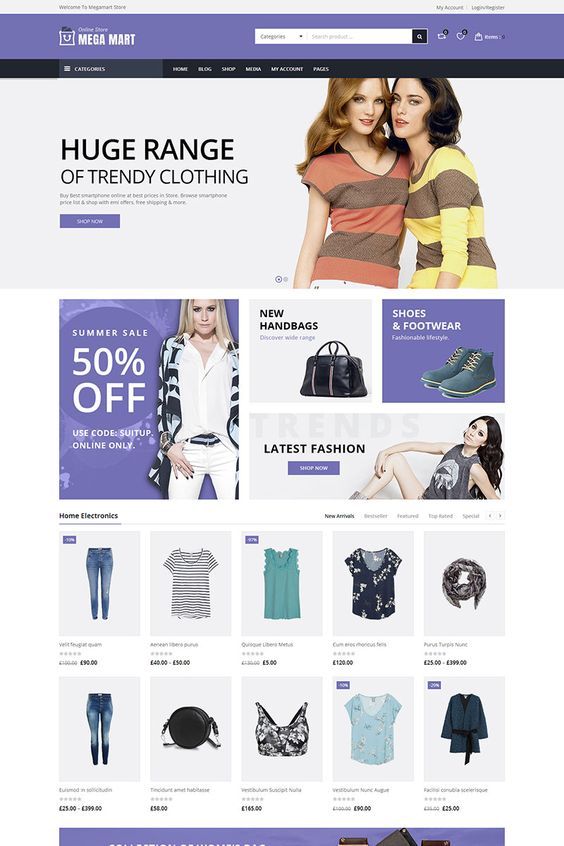 Welcome To Megamart Store
My Account
Login/Register
Online Store
MEGA MART
Categories
Search product ...
0
0
Items : 0
CATEGORIES
HOME
BLOG
SHOP
MEDIA
MY ACCOUNT
PAGES
HUGE RANGE
OF TRENDY CLOTHING
Buy Best smartphone online at best prices in Store. Browse smartphone
price list & shop with emi offers, free shipping & more.
SHOP NOW
SUMMER SALE
50%
OFF
USE CODE: SUITUP.
ONLINE ONLY.
NEW
HANDBAGS
Discover wide range
SHOES
& FOOTWEAR
Fashionable lifestyle.
TRENDS
LATEST FASHION
SHOP NOW
Home Electronics
New Arrivals
Bestseller
Featured
Top Rated
Special
-10%
-97%
Velit feugiat quam
Aenean libero purus
Quisque Libero Metus
Cum eros rhoncus felis
Purus Turpis Nunc
£100.00 £90.00
£40.00 – £50.00
£130.00 £5.00
£120.00
£25.00 – £399.00
-10%
-29%
Euismod in sollicitudin
Tincidunt amet habitasse
Vestibulum Suscipit Nulla
Vestibulum Nunc Augue
Facilisi conubia scelerisque
£25.00 – £399.00
£58.00
£165.00
£100.00 £90.00
£35.00 £25.00
COLLECTION OF WOMEN'S BAG